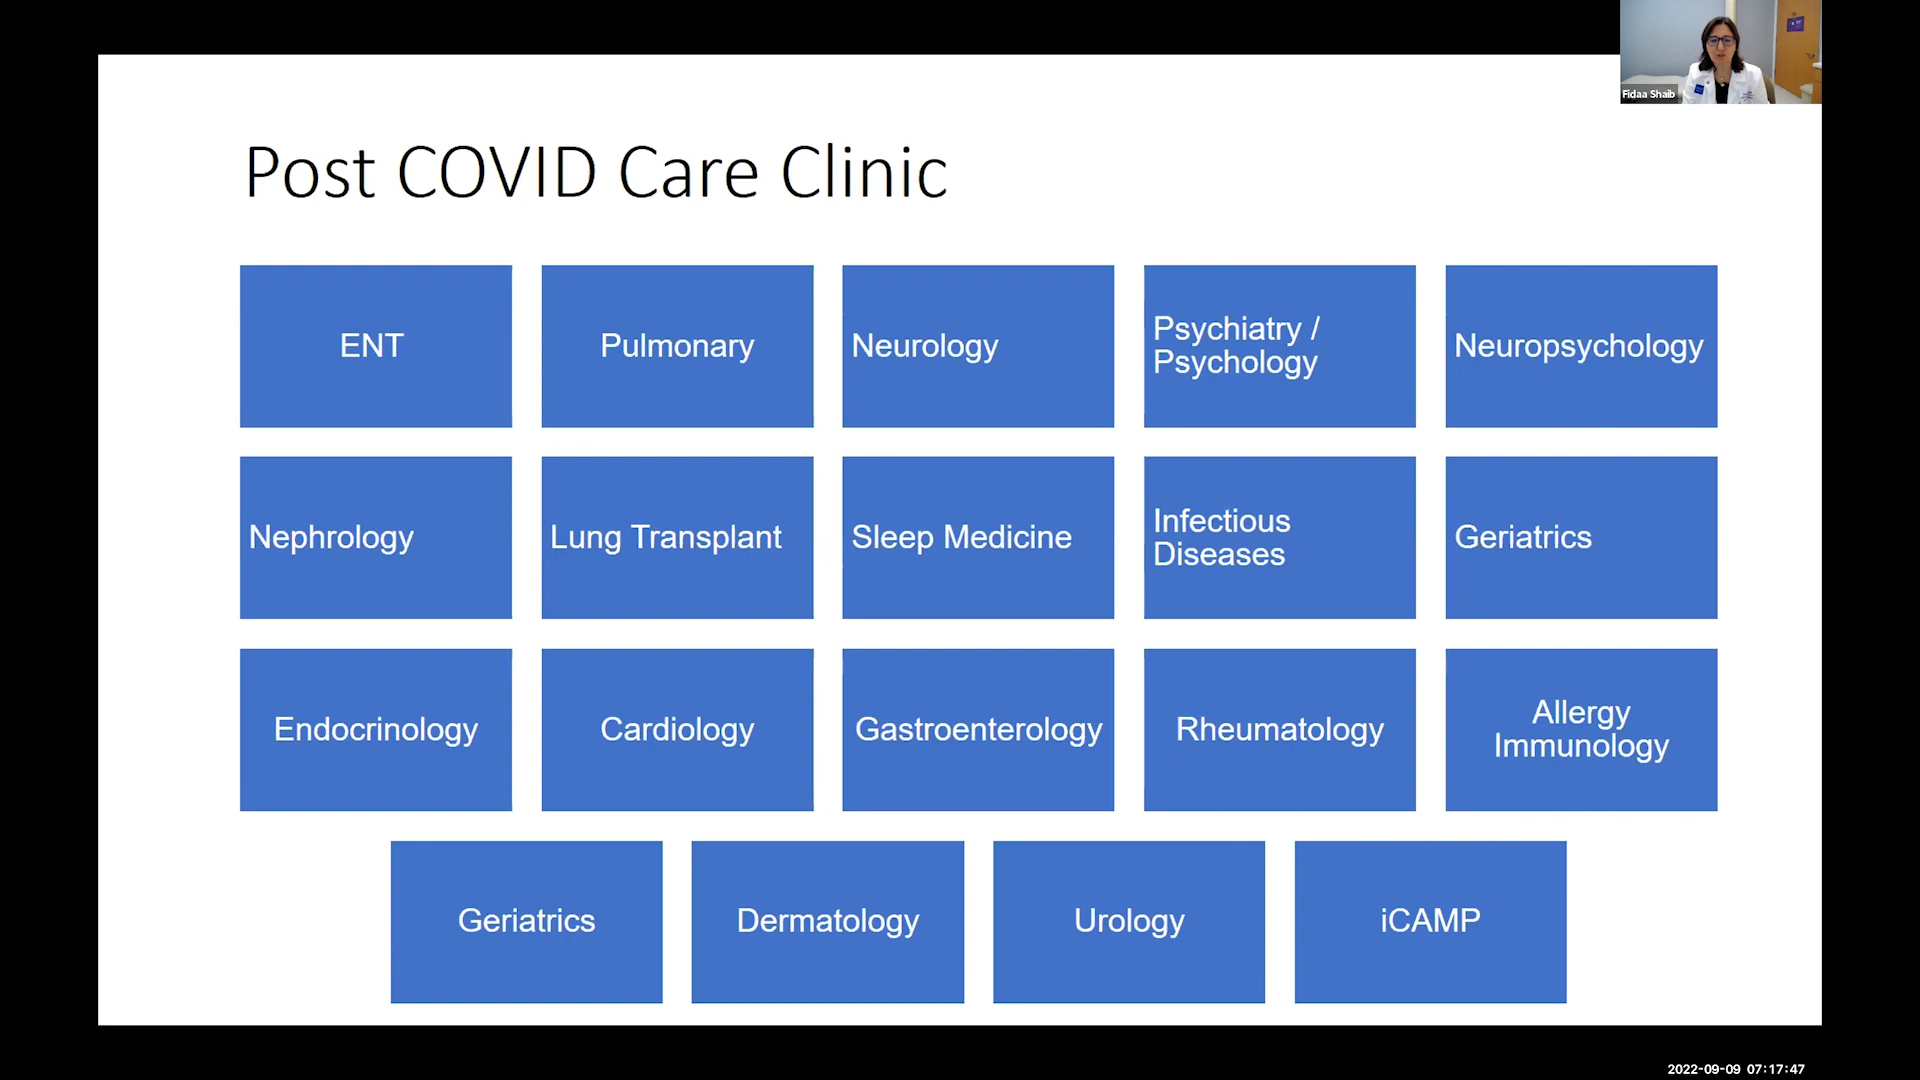 Fidaa Shaib
Post COVID Care Clinic
ENT
Pulmonary
Neurology
Psychiatry /
Psychology
Neuropsychology
Nephrology
Lung Transplant
Sleep Medicine
Infectious
Diseases
Geriatrics
Endocrinology
Cardiology
Gastroenterology
Rheumatology
Allergy
Immunology
Geriatrics
Dermatology
Urology
iCAMP
2022-09-09 07:17:47